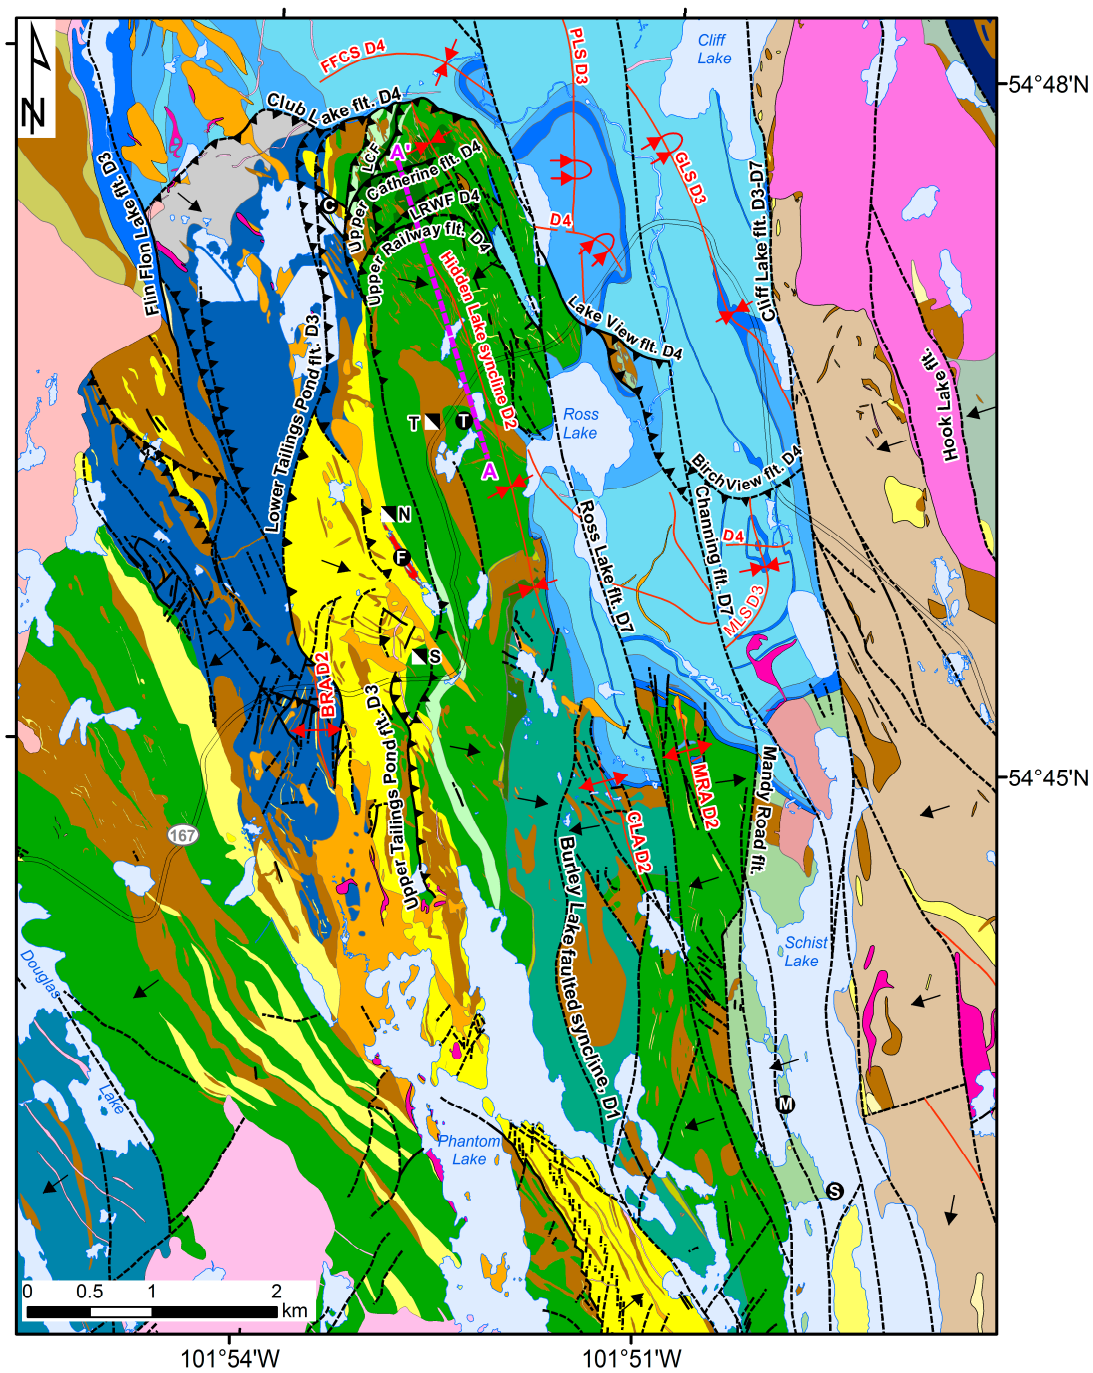 FFCS D4
PLS D3
Cliff
Lake
54°48'N
N
Club Lake flt. D4
LCF
A'
Upper Catherine flt. D4
GLS D3
Flin Flon Lake flt. D3
C
LRWF D4
D4
Cliff Lake flt. D3-D7
Upper Railway flt. D4
Hidden Lake syncline D2
Lake View flt. D4
Hook Lake flt.
Lower Tailings Pond flt. D3
T
T
Ross
Lake
A
BirchView flt. D4
N
Ross Lake flt. D7
Channing flt. D7
D4
F
MLS D3
S
BRA D2
Upper Tailings Pond flt. D3
MRA D2
Mandy Road flt.
54°45'N
CLA D2
167
Burley Lake faulted syncline, D1
Schist
Lake
Douglas
Lake
M
Phantom
Lake
S
0 0.5 1 2
km
101°54'W
101°51'W